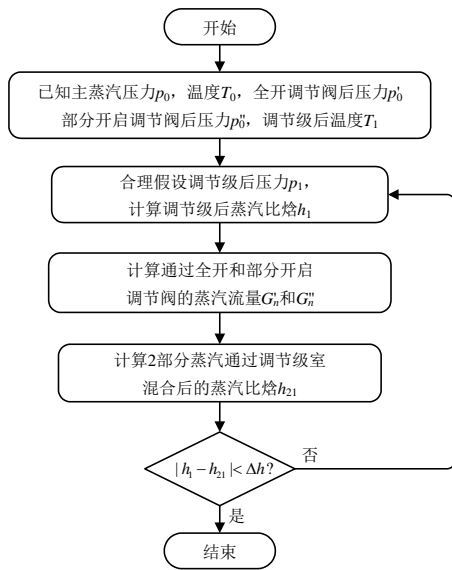 开始
已知主蒸汽压力p₀，温度T₀，全开调节阀后压力p₀'
部分开启调节阀后压力p₀''，调节级后温度T₁
合理假设调节级后压力p₁，
计算调节级后蒸汽比焓h₁
计算通过全开和部分开启
调节阀的蒸汽流量Gₙ'和Gₙ''
计算2部分蒸汽通过调节级室
混合后的蒸汽比焓h₂₁
|h₁−h₂₁|<Δh?
否
是
结束